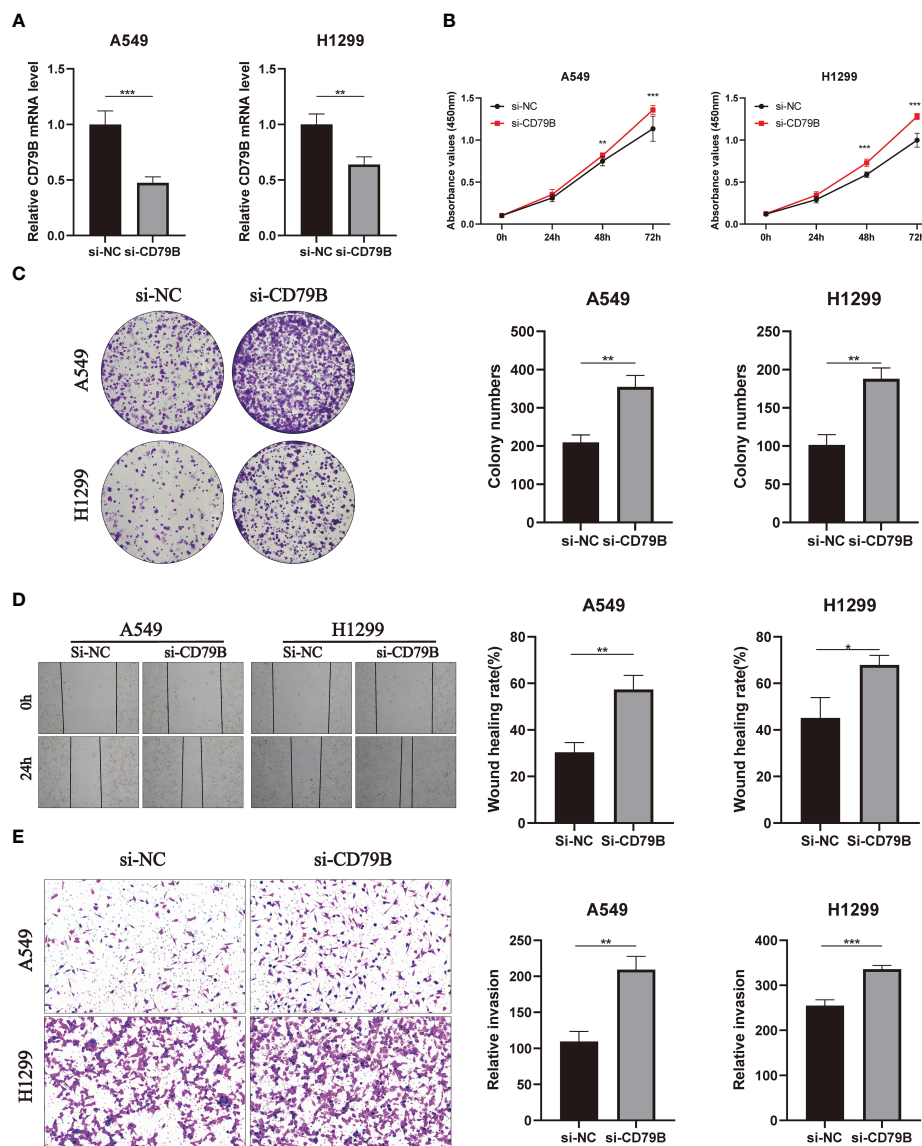 A
A549
Relative CD79B mRNA level
1.5
1.0
0.5
0.0
***
si-NC si-CD79B
H1299
Relative CD79B mRNA level
1.5
1.0
0.5
0.0
**
si-NC si-CD79B
B
A549
Absorbance values (450nm)
1.5
1.0
0.5
0.0
si-NC
si-CD79B
**
***
0h 24h 48h 72h
H1299
Absorbance values (450nm)
1.5
1.0
0.5
0.0
si-NC
si-CD79B
***
***
0h 24h 48h 72h
C
si-NC si-CD79B
A549
H1299
A549
Colony numbers
500
400
300
200
100
0
**
si-NC si-CD79B
H1299
Colony numbers
250
200
150
100
50
0
**
si-NC si-CD79B
D
A549 H1299
Si-NC si-CD79B Si-NC si-CD79B
0h
24h
A549
Wound healing rate(%)
80
60
40
20
0
**
Si-NC Si-CD79B
H1299
Wound healing rate(%)
80
60
40
20
0
*
Si-NC Si-CD79B
E
si-NC si-CD79B
A549
H1299
A549
Relative invasion
250
200
150
100
50
0
**
si-NC si-CD79B
H1299
Relative invasion
400
300
200
100
0
***
si-NC si-CD79B